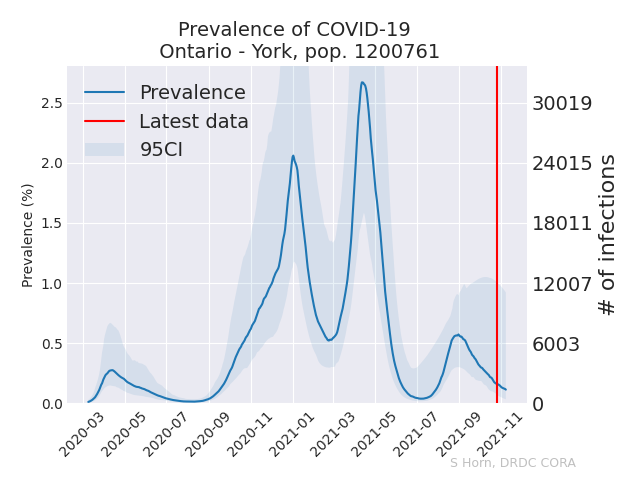 Prevalence of COVID-19
Ontario - York, pop. 1200761
Prevalence
Latest data
95CI
Prevalence (%)
2.5
2.0
1.5
1.0
0.5
0.0
30019
24015
18011
12007
6003
0
# of infections
2020-03
2020-05
2020-07
2020-09
2020-11
2021-01
2021-03
2021-05
2021-07
2021-09
2021-11
S Horn, DRDC CORA